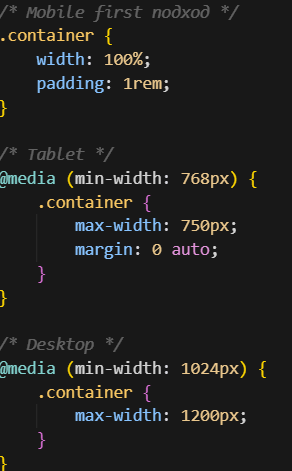 /* Mobile first подход */
.container {
    width: 100%;
    padding: 1rem;
}

/* Tablet */
@media (min-width: 768px) {
    .container {
        max-width: 750px;
        margin: 0 auto;
    }
}

/* Desktop */
@media (min-width: 1024px) {
    .container {
        max-width: 1200px;
    }
}